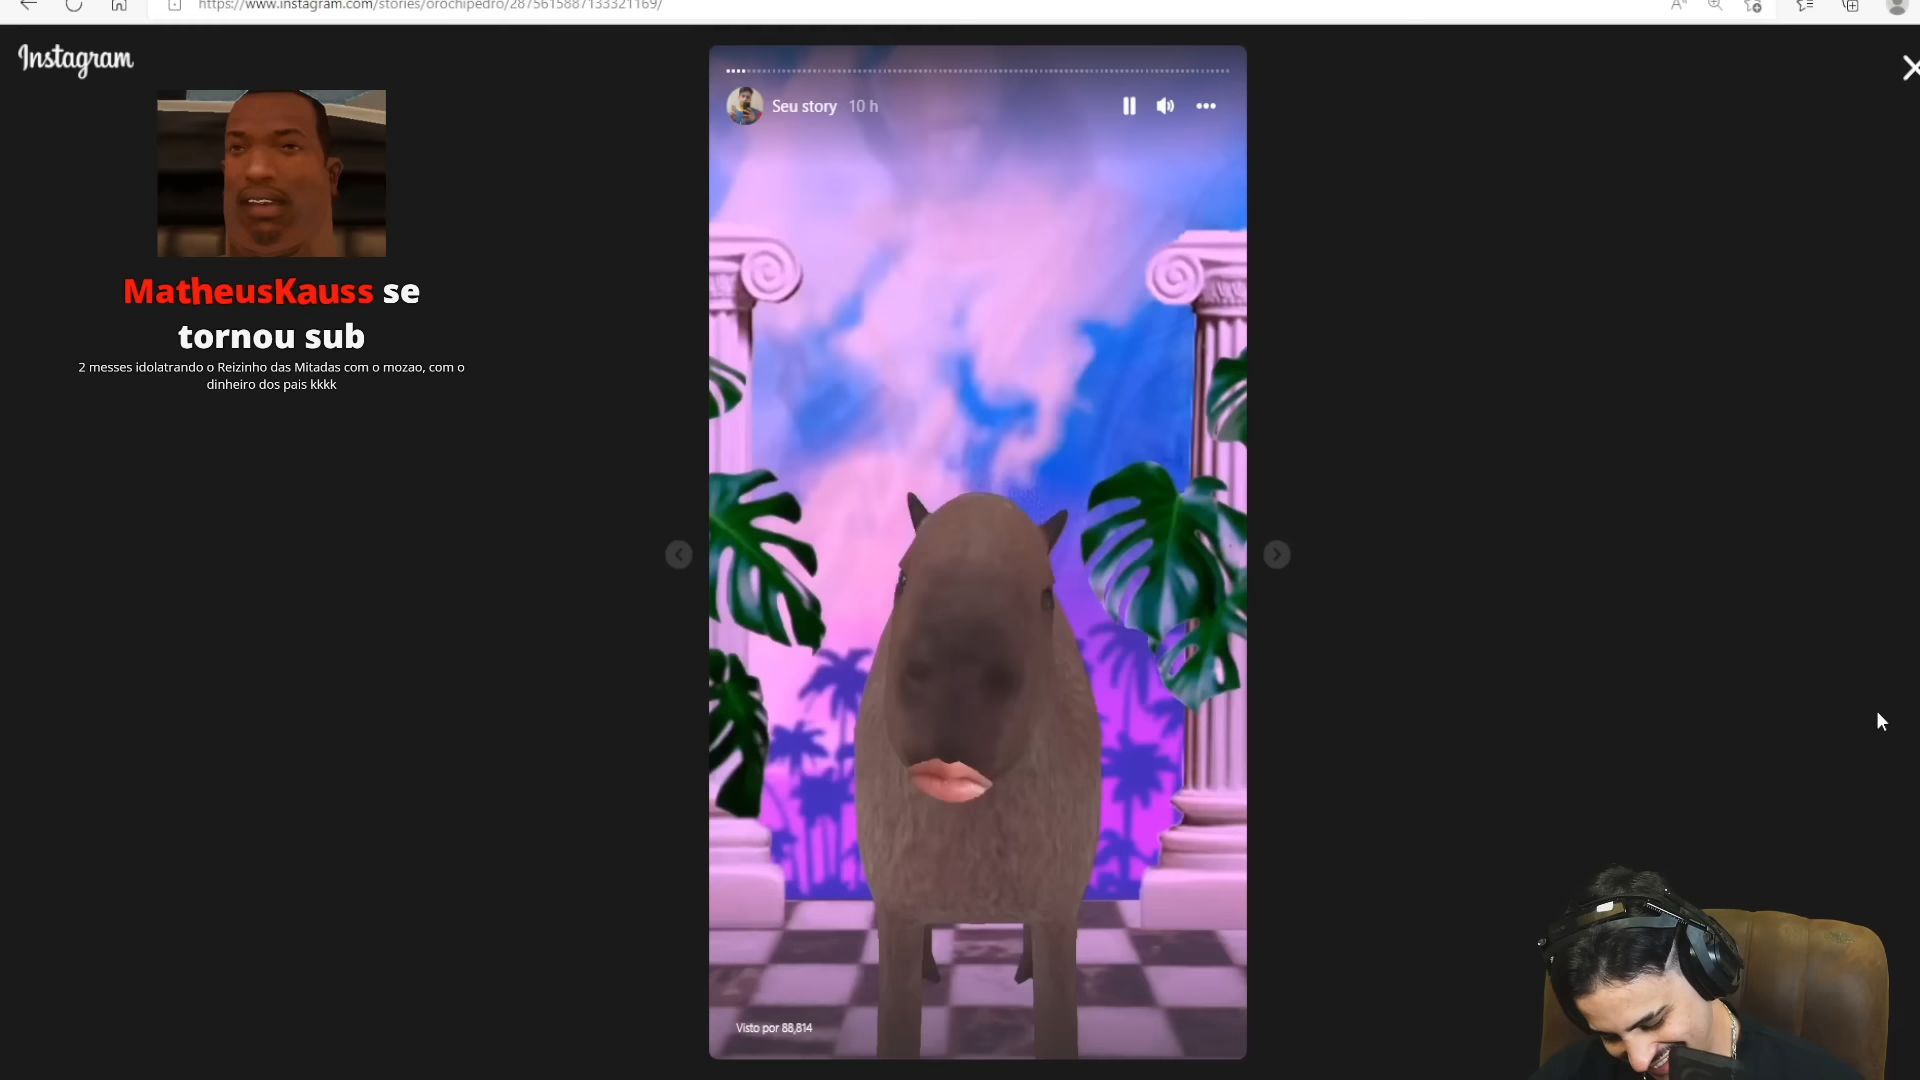 https://www.instagram.com/stories/orochipedro/2875615887133321169/
Instagram
Seu story 10 h
MatheusKauss se
tornou sub
2 messes idolatrando o Reizinho das Mitadas com o mozao, com o
dinheiro dos pais kkkk
Visto por 88,814